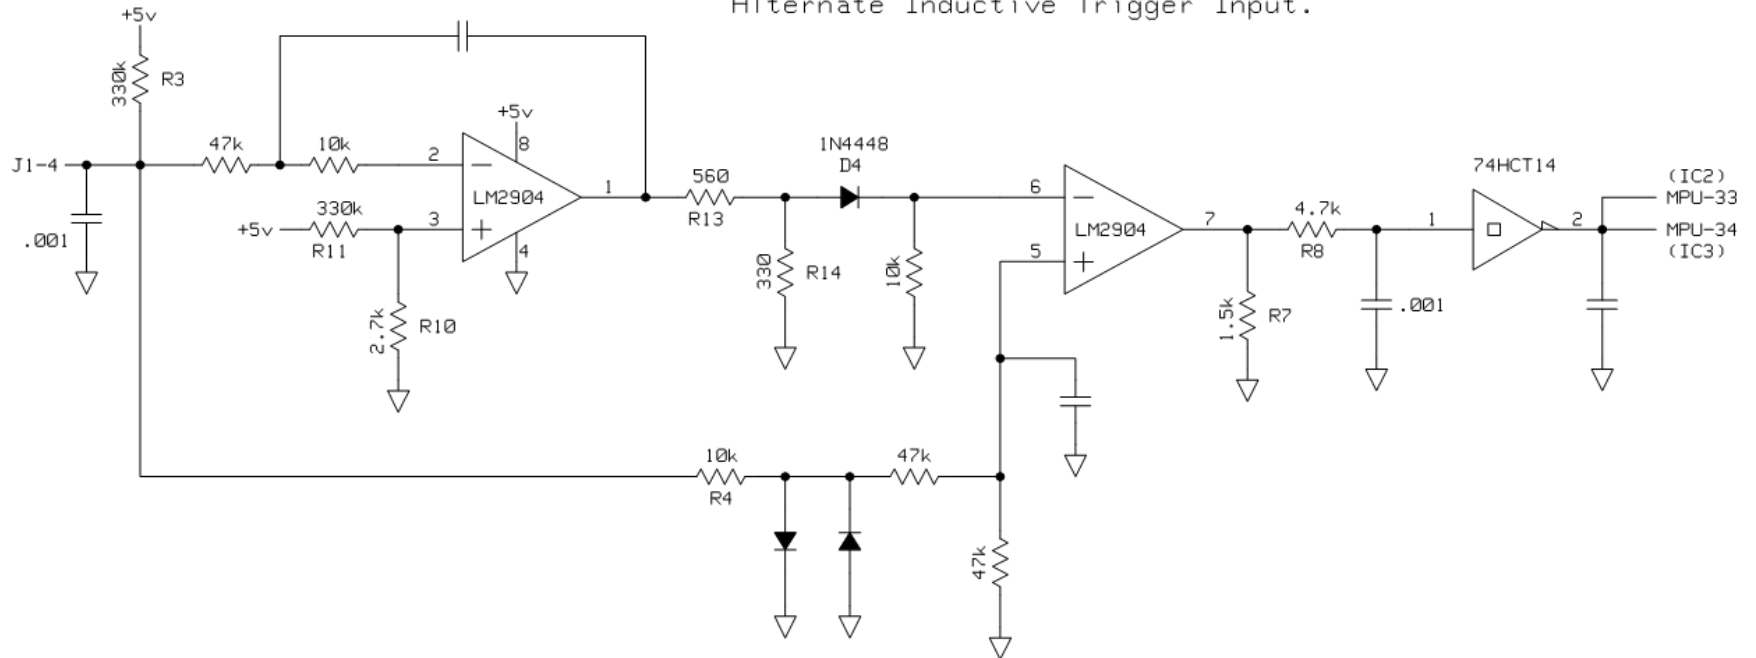 Alternate Inductive Trigger Input.
+5v
330k R3
J1-4
.001
47k
10k
+5v
8
2
3
LM2904
1
4
+5v
330k
R11
2.7k R10
560
R13
330 R14
1N4448
D4
10k
6
5
LM2904
7
4.7k
R8
1.5k R7
.001
74HCT14
1
2
(IC2)
MPU-33
MPU-34
(IC3)
10k
R4
47k
47k